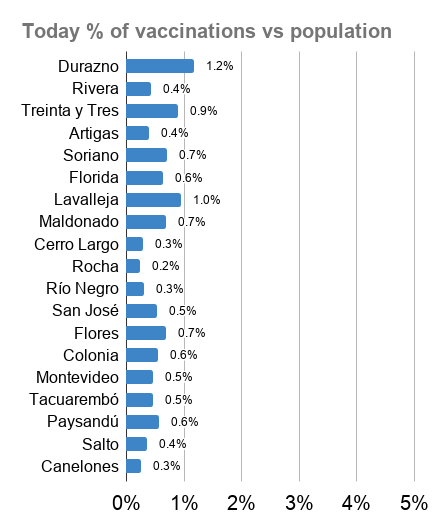 Today % of vaccinations vs population
Durazno 1.2%
Rivera 0.4%
Treinta y Tres 0.9%
Artigas 0.4%
Soriano 0.7%
Florida 0.6%
Lavalleja 1.0%
Maldonado 0.7%
Cerro Largo 0.3%
Rocha 0.2%
Río Negro 0.3%
San José 0.5%
Flores 0.7%
Colonia 0.6%
Montevideo 0.5%
Tacuarembó 0.5%
Paysandú 0.6%
Salto 0.4%
Canelones 0.3%
0% 1% 2% 3% 4% 5%